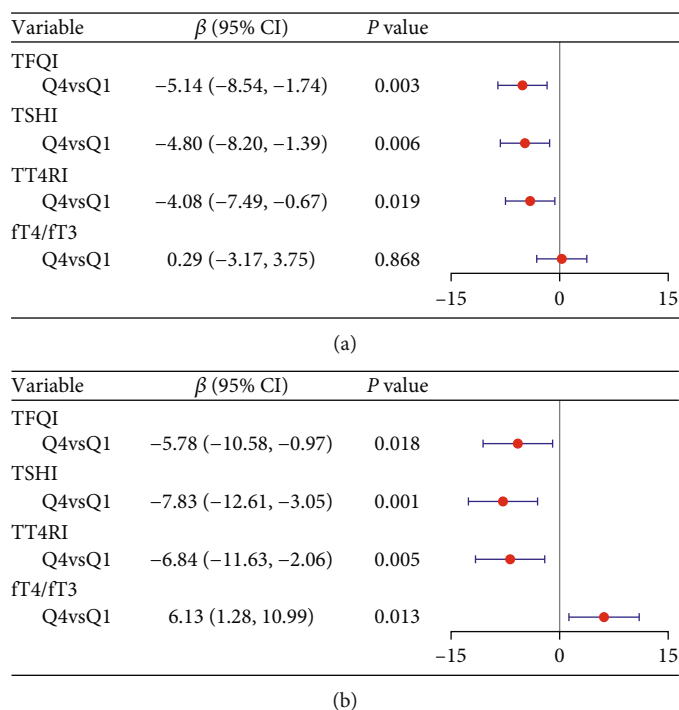 Variable β (95% CI) P value
TFQI
Q4vsQ1 −5.14 (−8.54, −1.74) 0.003
TSHI
Q4vsQ1 −4.80 (−8.20, −1.39) 0.006
TT4RI
Q4vsQ1 −4.08 (−7.49, −0.67) 0.019
fT4/fT3
Q4vsQ1 0.29 (−3.17, 3.75) 0.868
−15 0 15
(a)
Variable β (95% CI) P value
TFQI
Q4vsQ1 −5.78 (−10.58, −0.97) 0.018
TSHI
Q4vsQ1 −7.83 (−12.61, −3.05) 0.001
TT4RI
Q4vsQ1 −6.84 (−11.63, −2.06) 0.005
fT4/fT3
Q4vsQ1 6.13 (1.28, 10.99) 0.013
−15 0 15
(b)